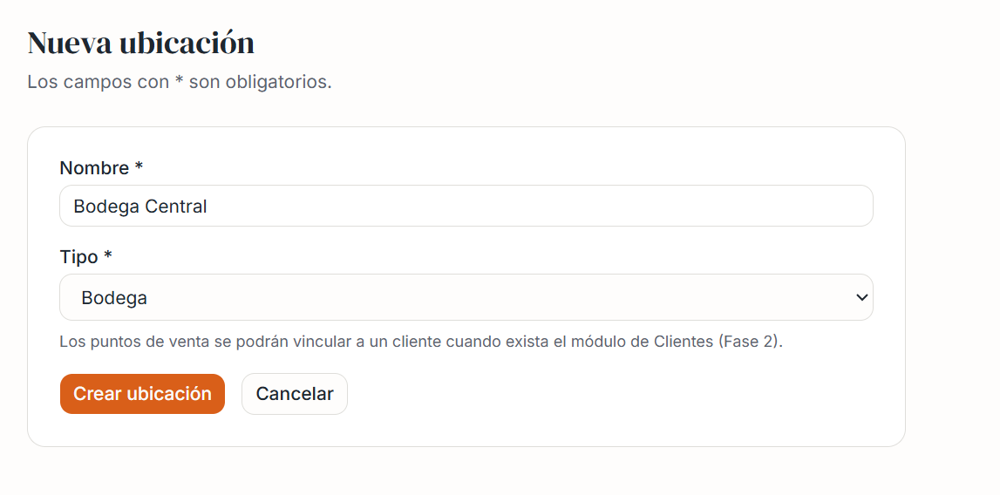 Nueva ubicación
Los campos con * son obligatorios.
Nombre *
Bodega Central
Tipo *
Bodega
Los puntos de venta se podrán vincular a un cliente cuando exista el módulo de Clientes (Fase 2).
Crear ubicación
Cancelar